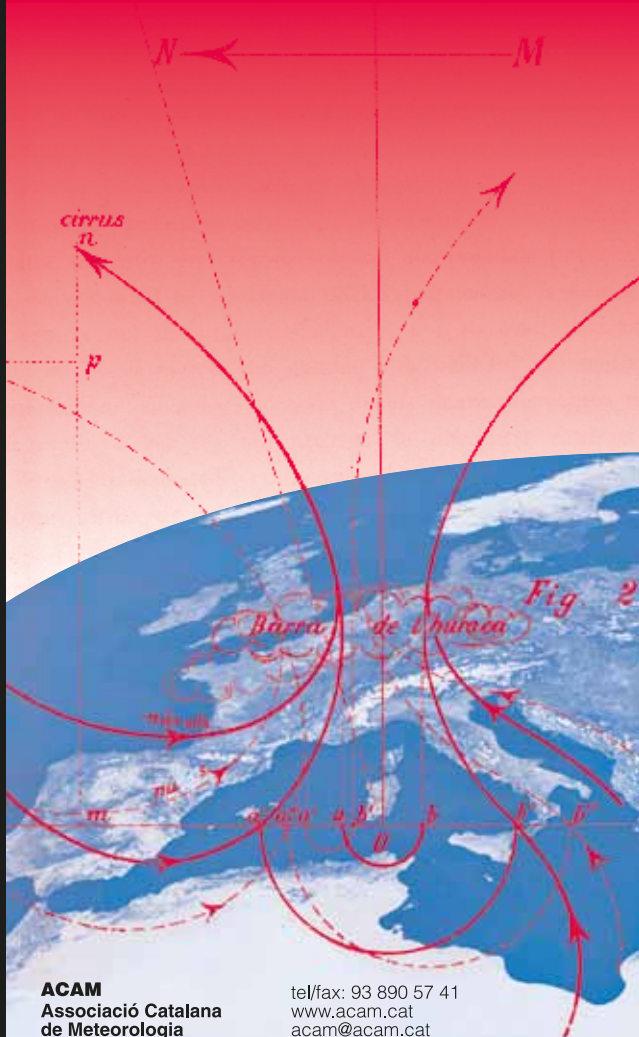 N M
cirrus
n
p
Fig 2
Barra de l'huracà
m a a' a b' b b' b''
O
ACAM
Associació Catalana
de Meteorologia
tel/fax: 93 890 57 41
www.acam.cat
acam@acam.cat